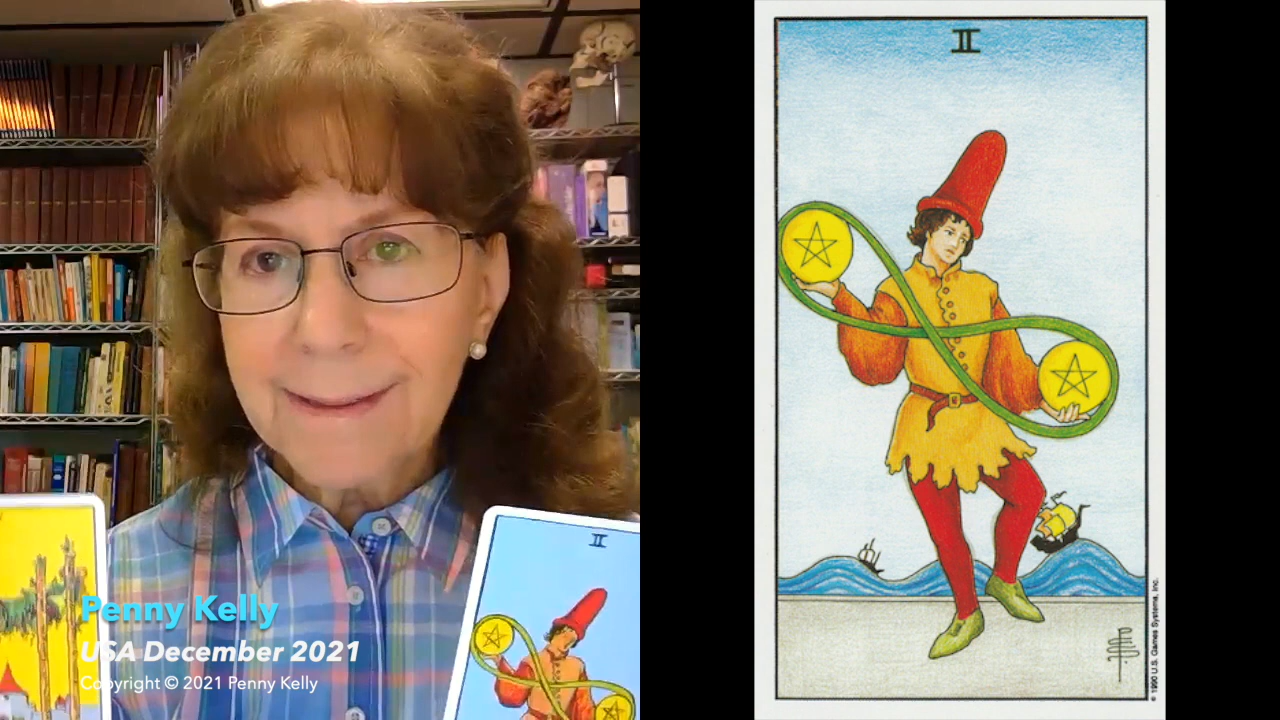 Penny Kelly
USA December 2021
Copyright © 2021 Penny Kelly
II
II
© 1990 U.S. Games Systems, Inc.